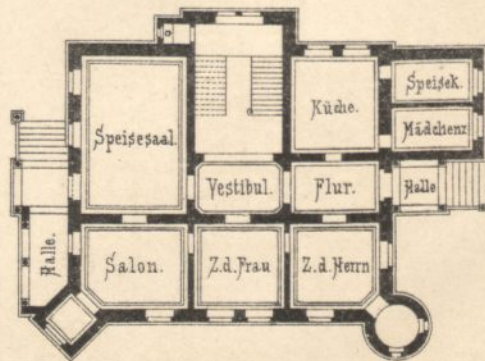 Speisek.
Küche.
Mädchenz
Speisesaal.
Vestibul.
Flur.
Halle
Halle.
Salon.
Z.d.Frau
Z.d.Herrn